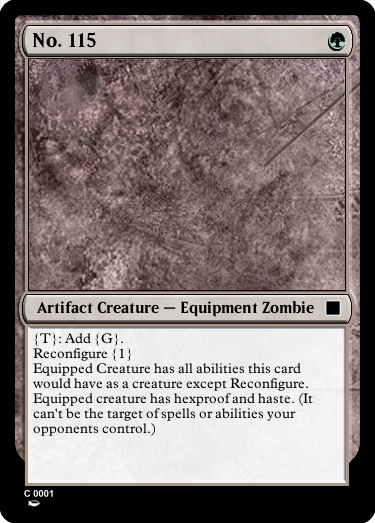 No. 115
Artifact Creature — Equipment Zombie
{T}: Add {G}.
Reconfigure {1}
Equipped Creature has all abilities this card
would have as a creature except Reconfigure.
Equipped creature has hexproof and haste. (It
can't be the target of spells or abilities your
opponents control.)
C 0001